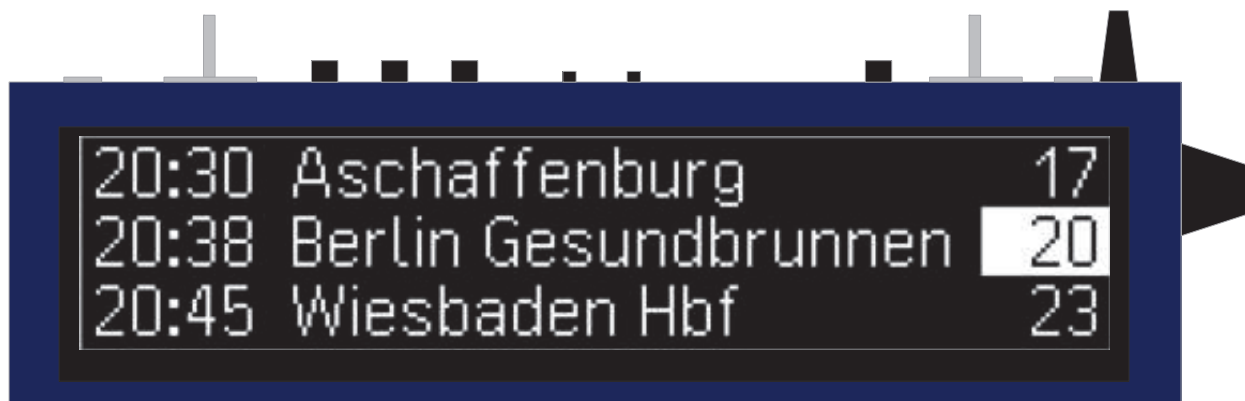 20:30 Aschaffenburg 17
20:38 Berlin Gesundbrunnen 20
20:45 Wiesbaden Hbf 23